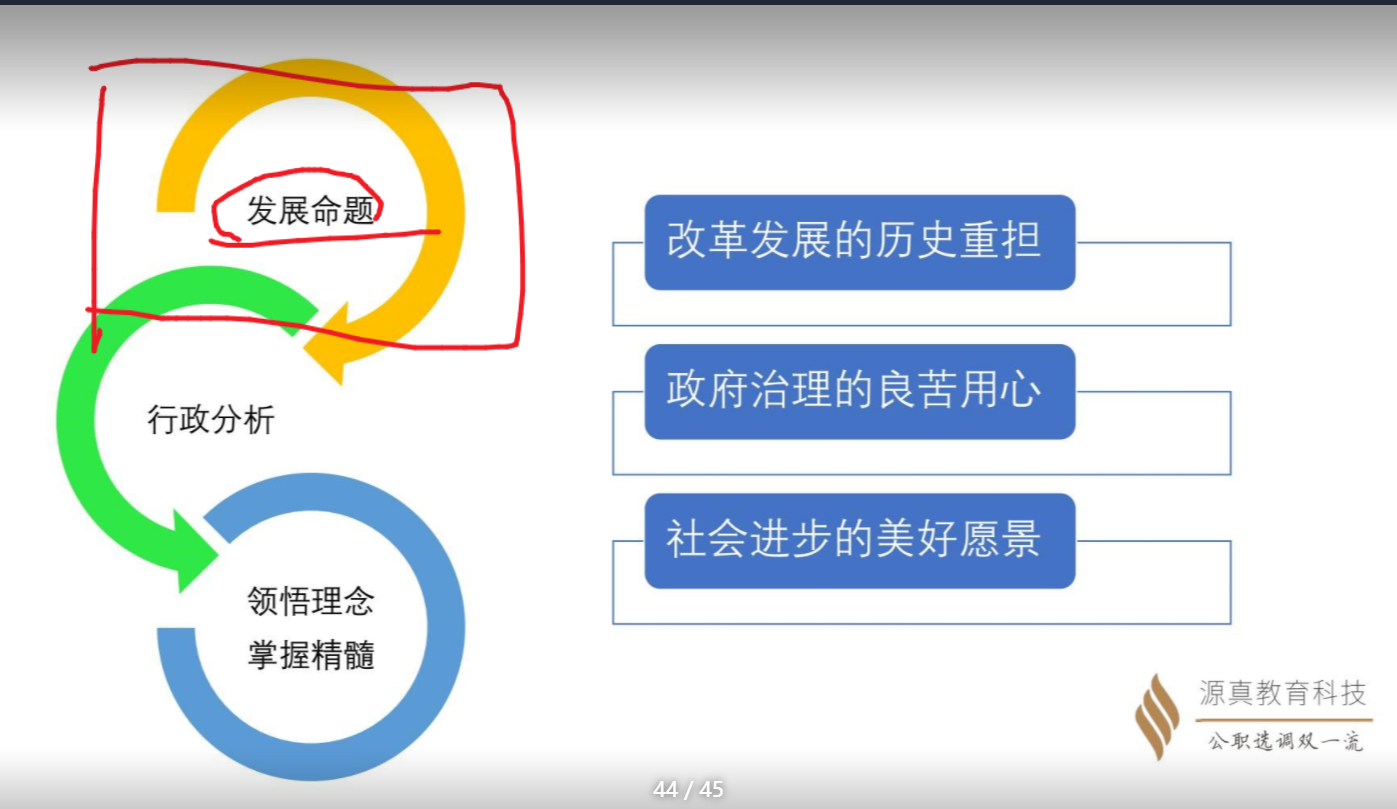 发展命题
行政分析
领悟理念
掌握精髓
改革发展的历史重担
政府治理的良苦用心
社会进步的美好愿景
源真教育科技
公职选调双一流
44 / 45